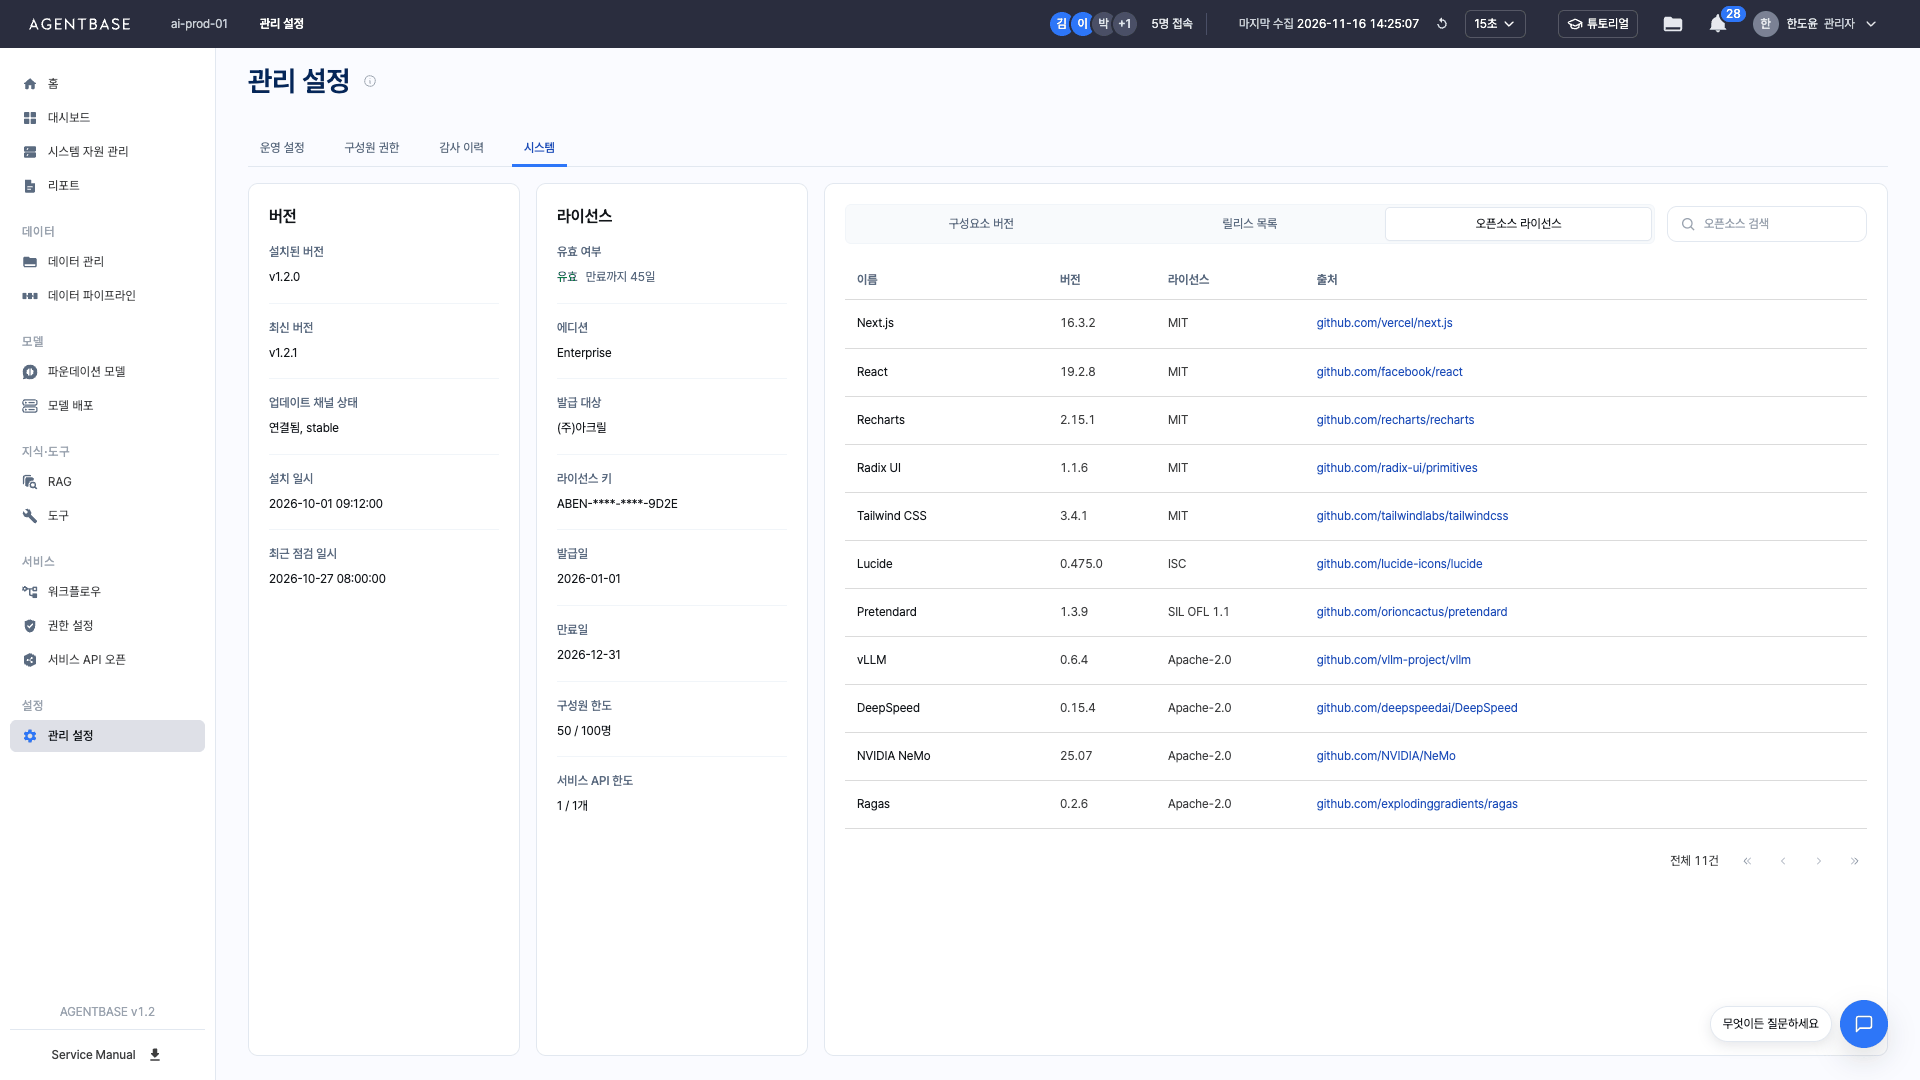 AGENTBASE
ai-prod-01
관리 설정
김 이 박 +1 5명 접속
마지막 수집 2026-11-16 14:25:07
15초
튜토리얼
28
한 한도윤 관리자
홈
대시보드
시스템 자원 관리
리포트
데이터
데이터 관리
데이터 파이프라인
모델
파운데이션 모델
모델 배포
지식·도구
RAG
도구
서비스
워크플로우
권한 설정
서비스 API 오픈
설정
관리 설정
AGENTBASE v1.2
Service Manual
관리 설정
운영 설정 구성원 권한 감사 이력 시스템
버전
설치된 버전
v1.2.0
최신 버전
v1.2.1
업데이트 채널 상태
연결됨, stable
설치 일시
2026-10-01 09:12:00
최근 점검 일시
2026-10-27 08:00:00
라이선스
유효 여부
유효 만료까지 45일
에디션
Enterprise
발급 대상
(주)아크릴
라이선스 키
ABEN-****-****-9D2E
발급일
2026-01-01
만료일
2026-12-31
구성원 한도
50 / 100명
서비스 API 한도
1 / 1개
구성요소 버전 릴리스 목록 오픈소스 라이선스 오픈소스 검색
이름 버전 라이선스 출처
Next.js 16.3.2 MIT github.com/vercel/next.js
React 19.2.8 MIT github.com/facebook/react
Recharts 2.15.1 MIT github.com/recharts/recharts
Radix UI 1.1.6 MIT github.com/radix-ui/primitives
Tailwind CSS 3.4.1 MIT github.com/tailwindlabs/tailwindcss
Lucide 0.475.0 ISC github.com/lucide-icons/lucide
Pretendard 1.3.9 SIL OFL 1.1 github.com/orioncactus/pretendard
vLLM 0.6.4 Apache-2.0 github.com/vllm-project/vllm
DeepSpeed 0.15.4 Apache-2.0 github.com/deepspeedai/DeepSpeed
NVIDIA NeMo 25.07 Apache-2.0 github.com/NVIDIA/NeMo
Ragas 0.2.6 Apache-2.0 github.com/explodinggradients/ragas
전체 11건 « ‹ › »
무엇이든 질문하세요